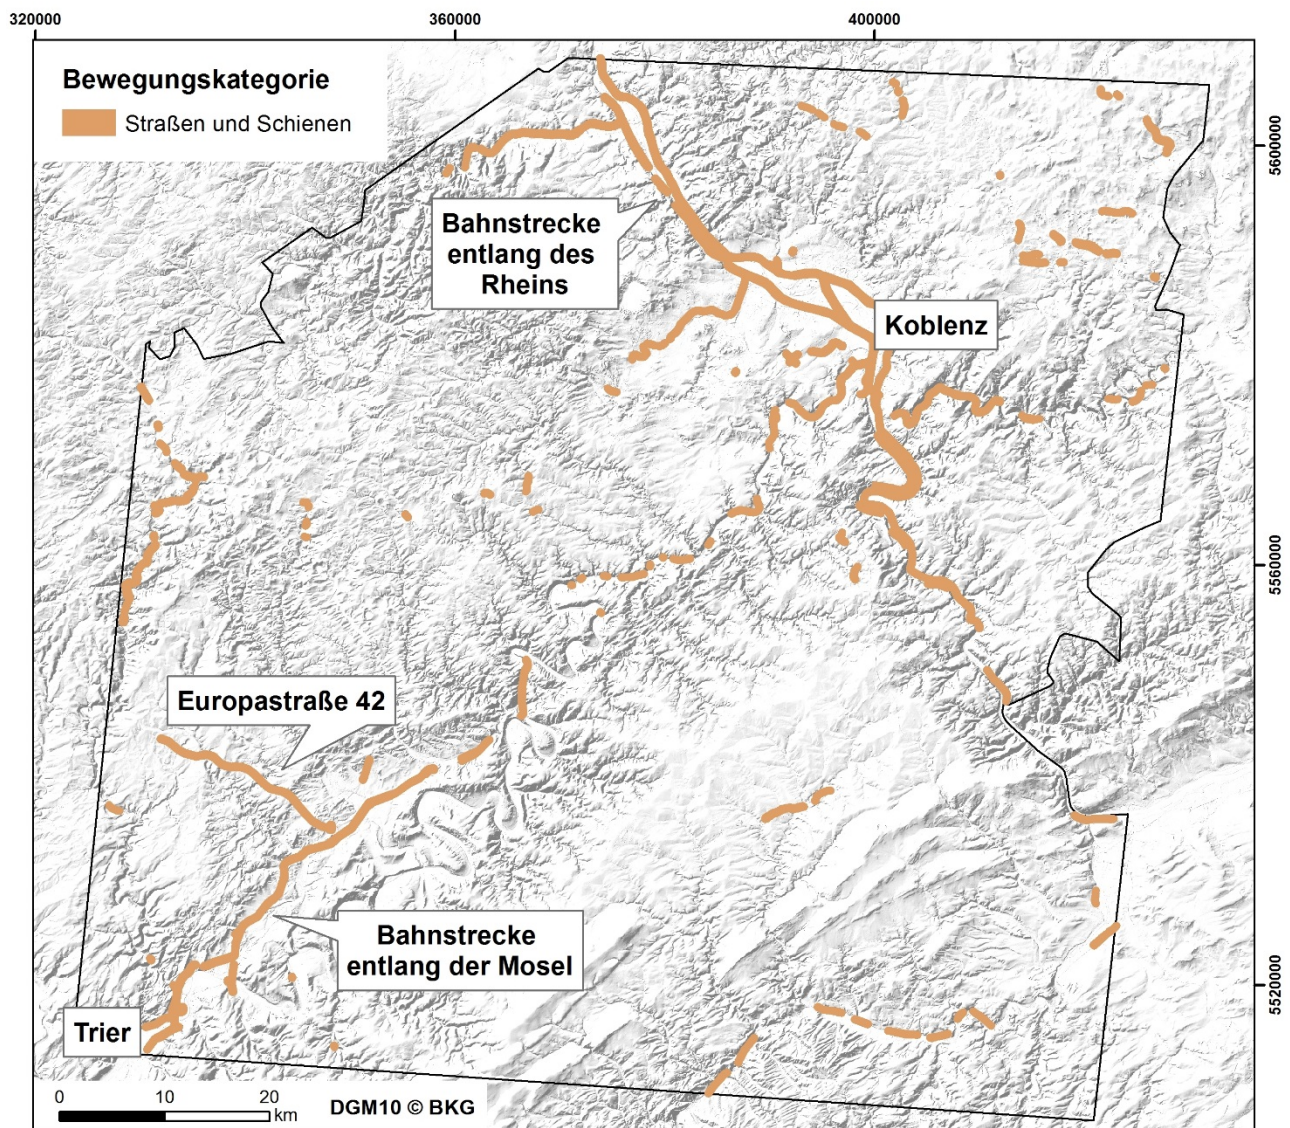 320000
360000
400000
Bewegungskategorie
Straßen und Schienen
5600000
Bahnstrecke
entlang des
Rheins
Koblenz
5560000
Europastraße 42
Bahnstrecke
entlang der Mosel
5520000
Trier
0
10
20
km
DGM10 © BKG